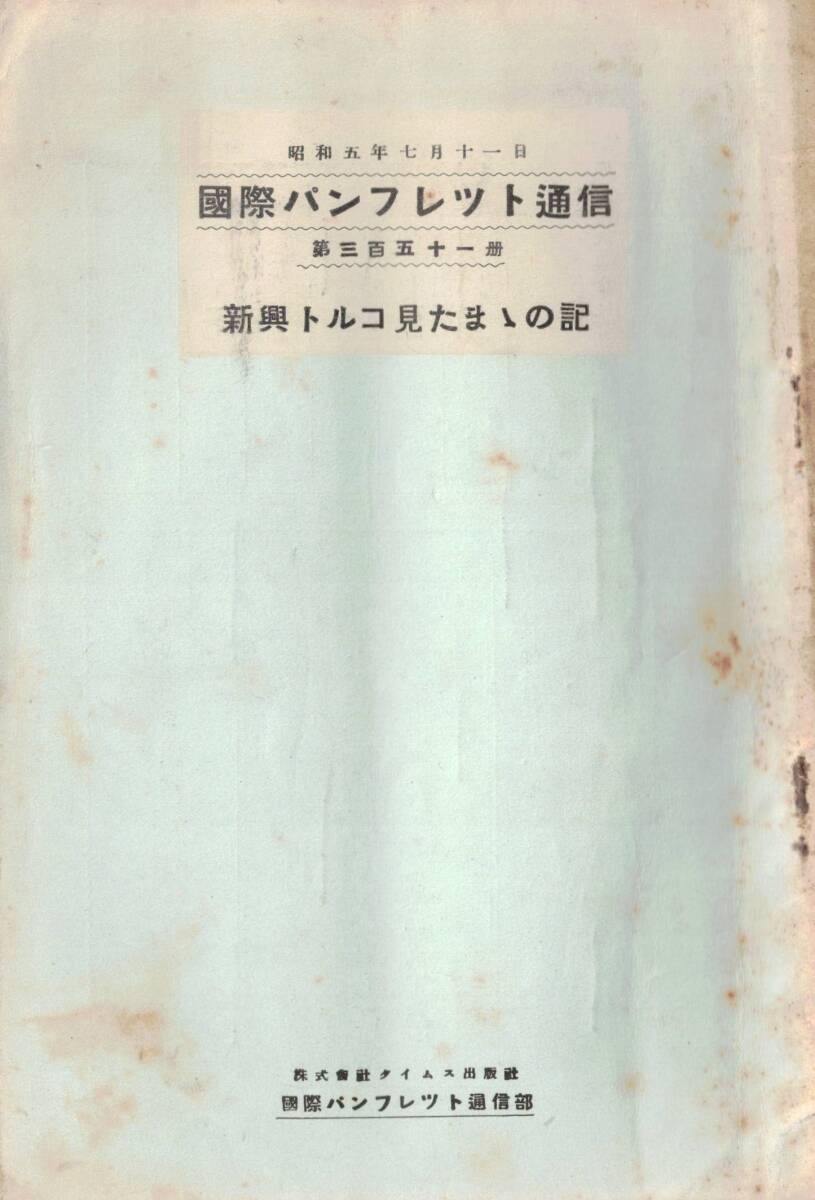 昭和五年七月十一日
國際パンフレツト通信
第三百五十一册
新興トルコ見たまゝの記
株式會社タイムス出版社
國際パンフレツト通信部